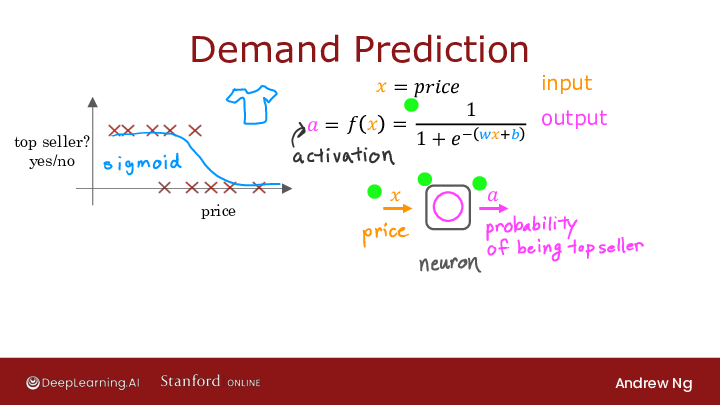 Demand Prediction
x = price input
a = f(x) = 1 / (1 + e^-(wx+b)) output
activation
top seller?
yes/no
sigmoid
price
x a
price
probability
of being top seller
neuron
DeepLearning.AI Stanford ONLINE Andrew Ng